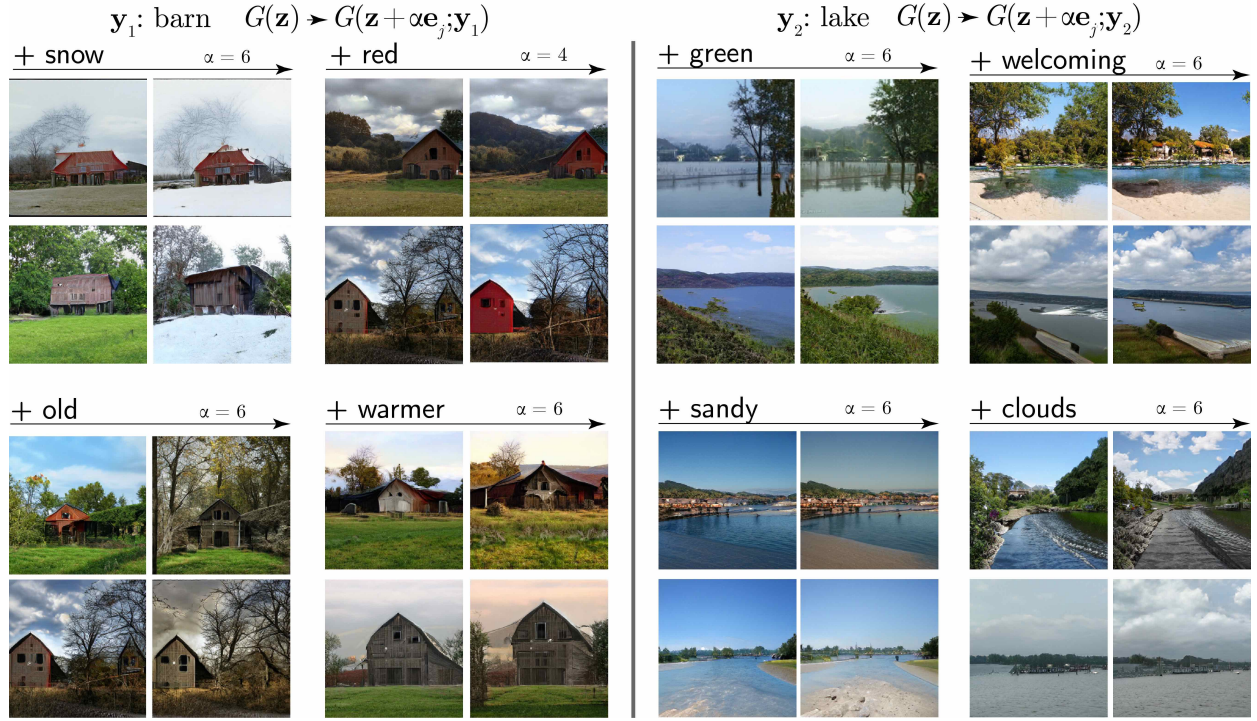 y₁: barn G(z) → G(z + αeⱼ;y₁)
+ snow α = 6
+ red α = 4
+ old α = 6
+ warmer α = 6
y₂: lake G(z) → G(z + αeⱼ;y₂)
+ green α = 6
+ welcoming α = 6
+ sandy α = 6
+ clouds α = 6